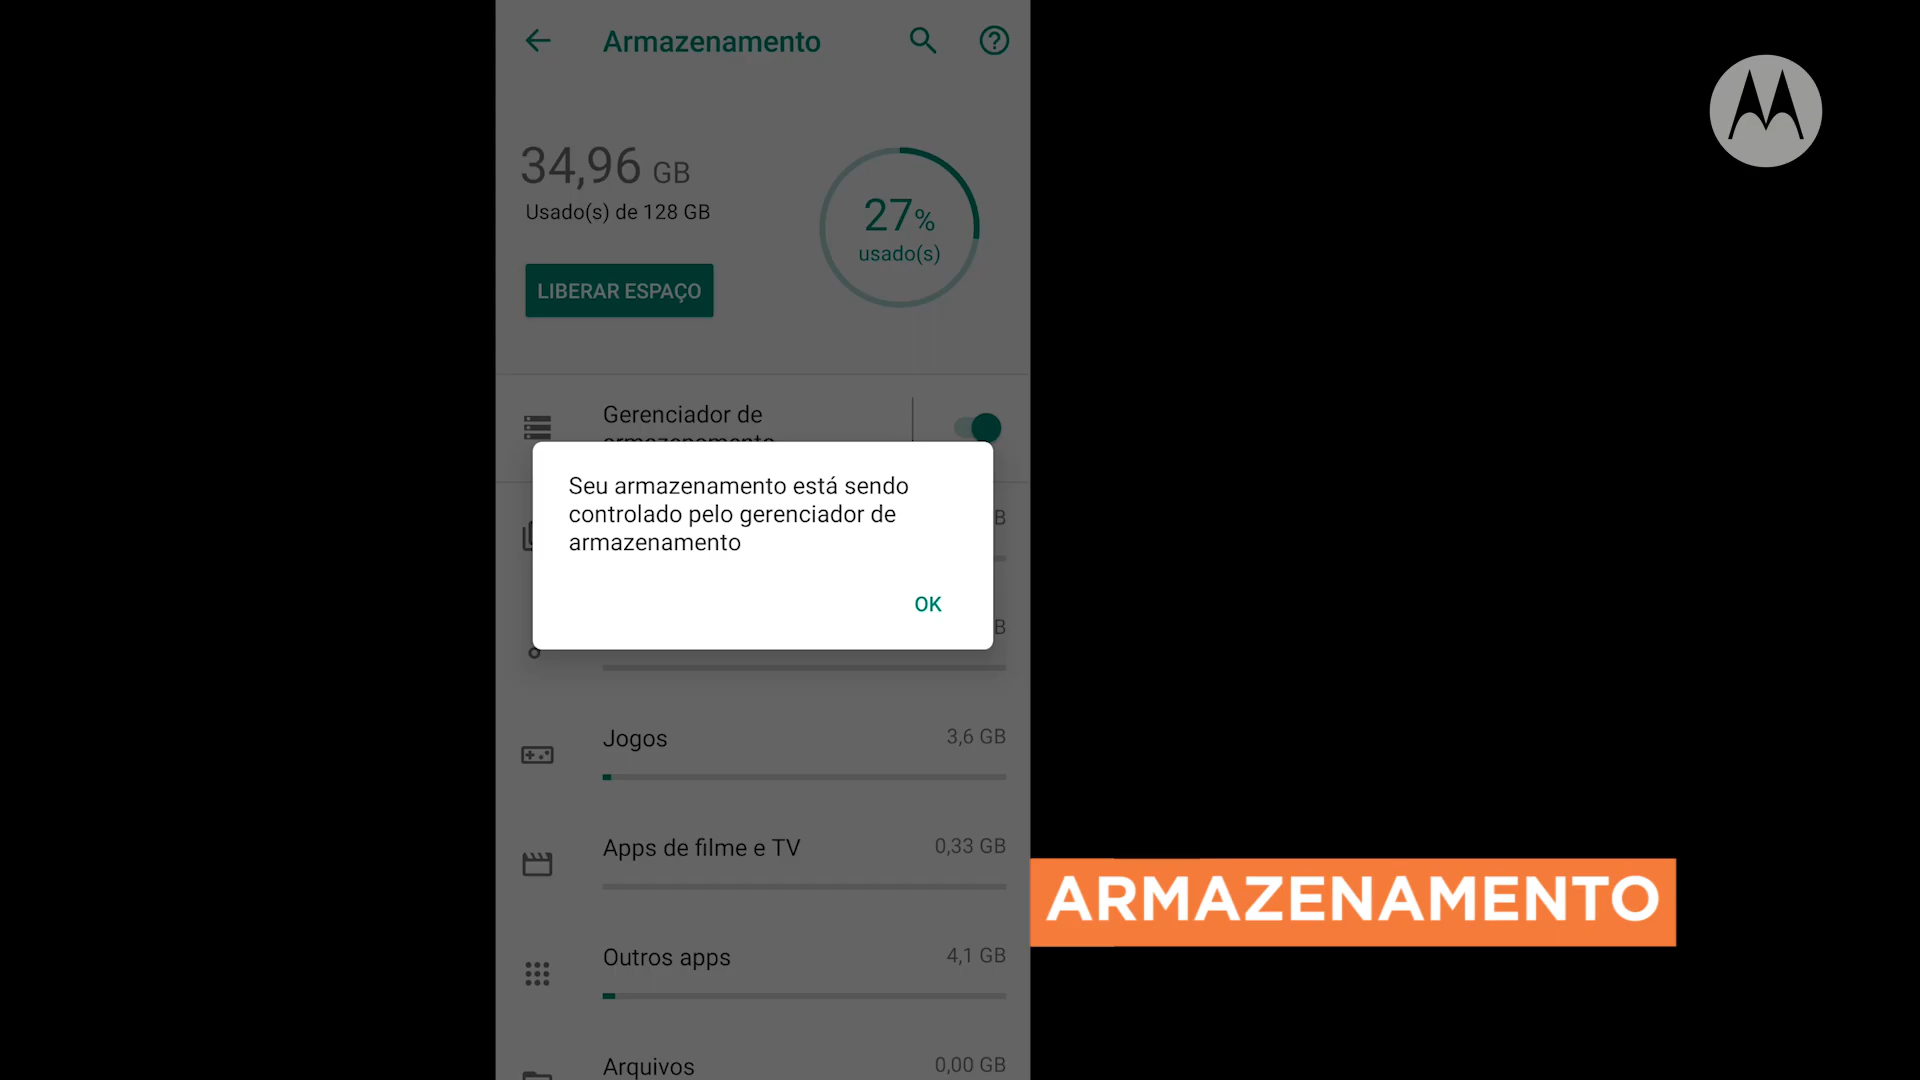 Armazenamento
34,96 GB
Usado(s) de 128 GB
27%
usado(s)
LIBERAR ESPAÇO
Gerenciador de
armazenamento
Seu armazenamento está sendo
controlado pelo gerenciador de
armazenamento
OK
B
B
Jogos
3,6 GB
Apps de filme e TV
0,33 GB
Outros apps
4,1 GB
Arquivos
0,00 GB
ARMAZENAMENTO